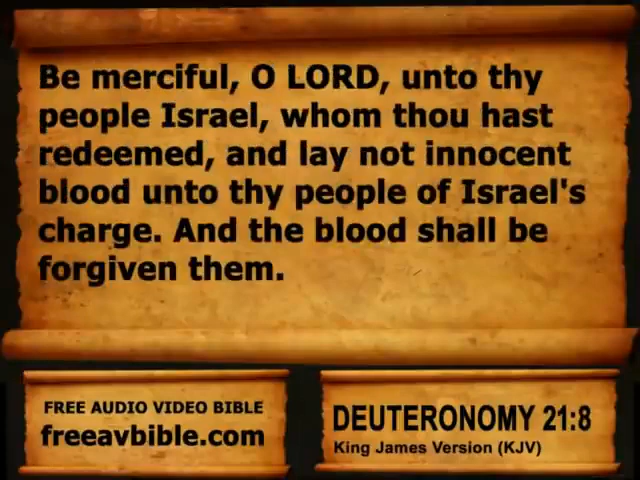 Be merciful, O LORD, unto thy
people Israel, whom thou hast
redeemed, and lay not innocent
blood unto thy people of Israel's
charge. And the blood shall be
forgiven them.
FREE AUDIO VIDEO BIBLE
freeavbible.com
DEUTERONOMY 21:8
King James Version (KJV)